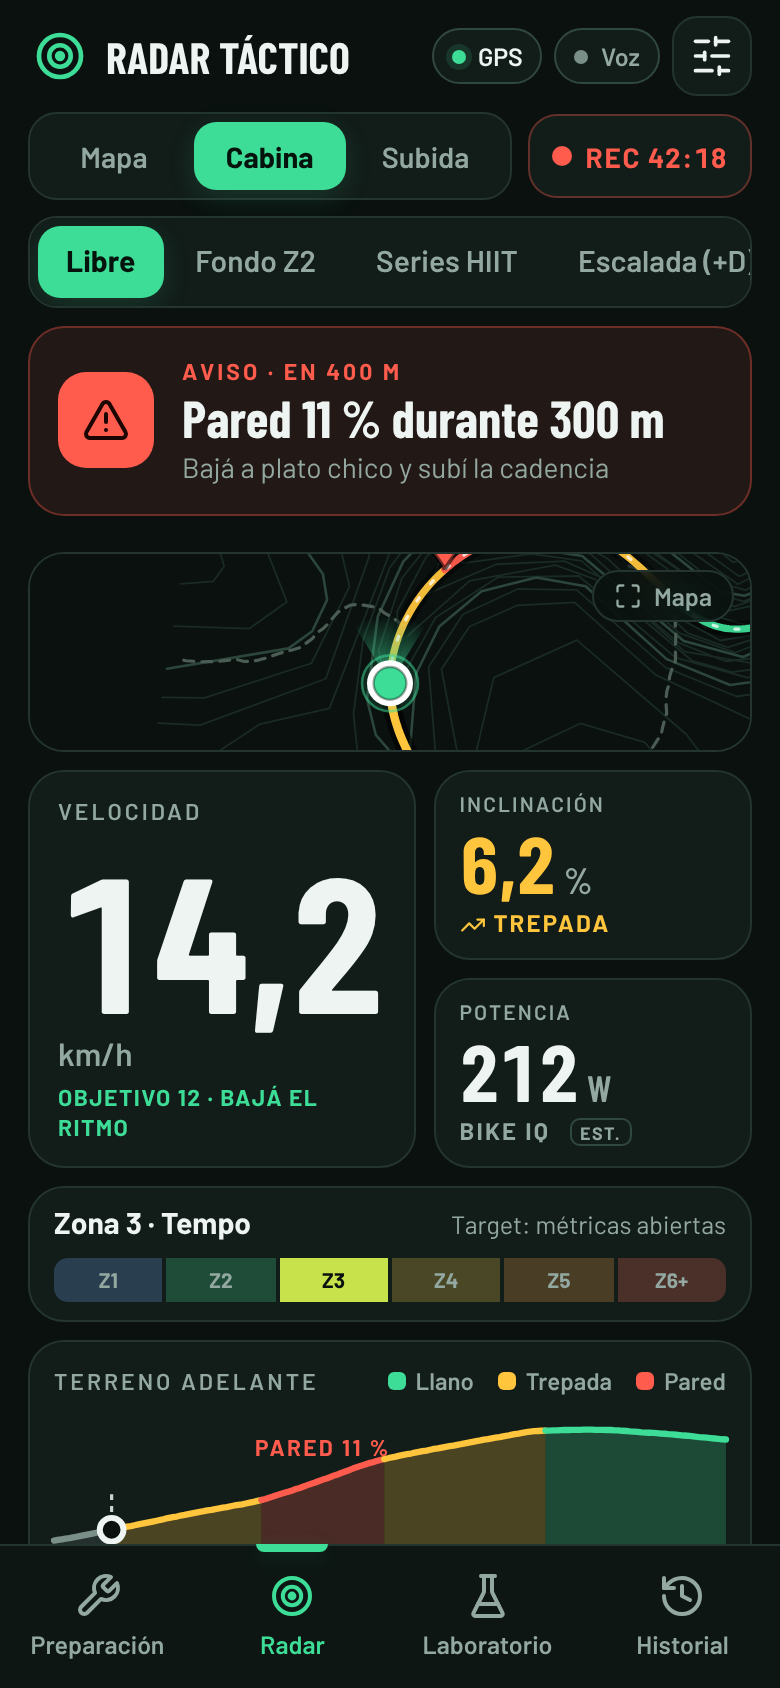 RADAR TÁCTICO
GPS
Voz
Mapa
Cabina
Subida
REC 42:18
Libre
Fondo Z2
Series HIIT
Escalada (+D)
AVISO · EN 400 M
Pared 11 % durante 300 m
Bajá a plato chico y subí la cadencia
Mapa
VELOCIDAD
14,2
km/h
OBJETIVO 12 · BAJÁ EL
RITMO
INCLINACIÓN
6,2 %
TREPADA
POTENCIA
212 W
BIKE IQ EST.
Zona 3 · Tempo
Target: métricas abiertas
Z1 Z2 Z3 Z4 Z5 Z6+
TERRENO ADELANTE
Llano
Trepada
Pared
PARED 11 %
Preparación
Radar
Laboratorio
Historial